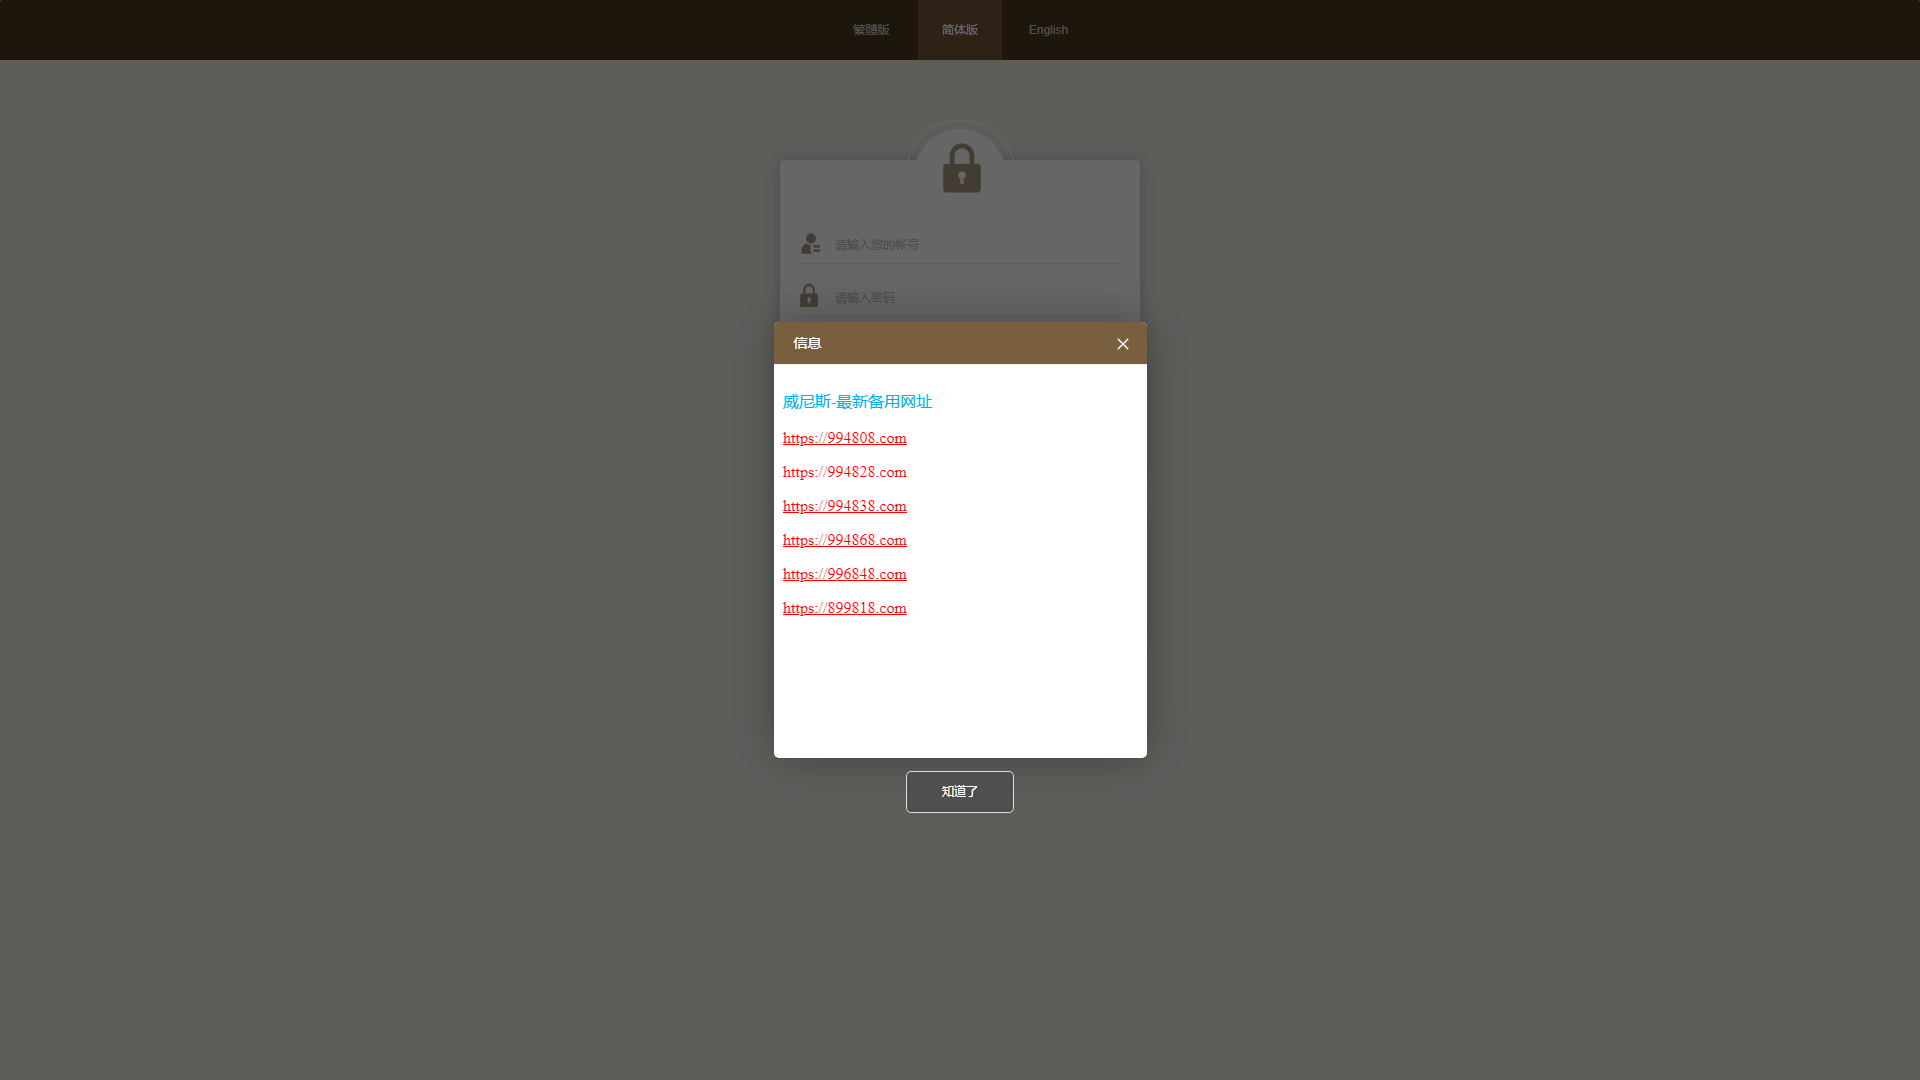 繁體版
简体版
English
请输入您的帐号
请输入密码
信息
威尼斯-最新备用网址
https://994808.com
https://994828.com
https://994838.com
https://994868.com
https://996848.com
https://899818.com
知道了